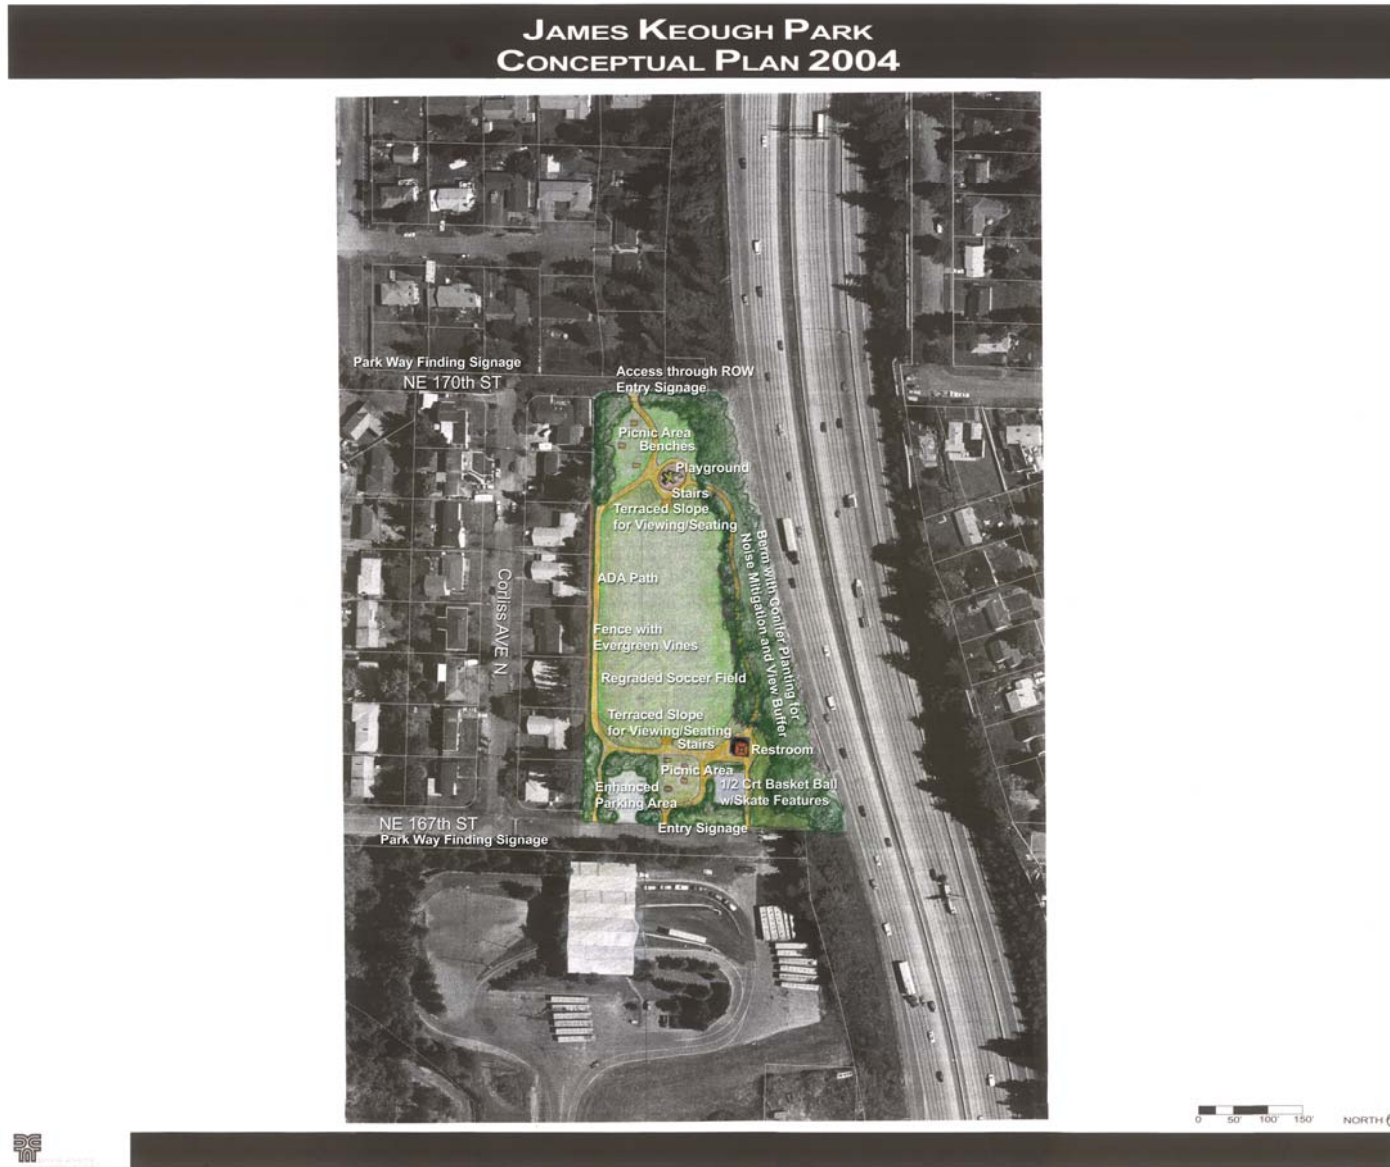 JAMES KEOUGH PARK
CONCEPTUAL PLAN 2004
Park Way Finding Signage
NE 170th ST
Access through ROW
Entry Signage
Picnic Area
Benches
Playground
Stairs
Terraced Slope
for Viewing/Seating
Berm with Conifer Planting for
Noise Mitigation and View Buffer
ADA Path
Corliss AVE N
Fence with
Evergreen Vines
Regraded Soccer Field
Terraced Slope
for Viewing/Seating
Stairs
Restroom
Picnic Area
Enhanced
Parking Area
1/2 Crt Basket Ball
w/Skate Features
NE 167th ST
Entry Signage
Park Way Finding Signage
0 50' 100' 150'
NORTH